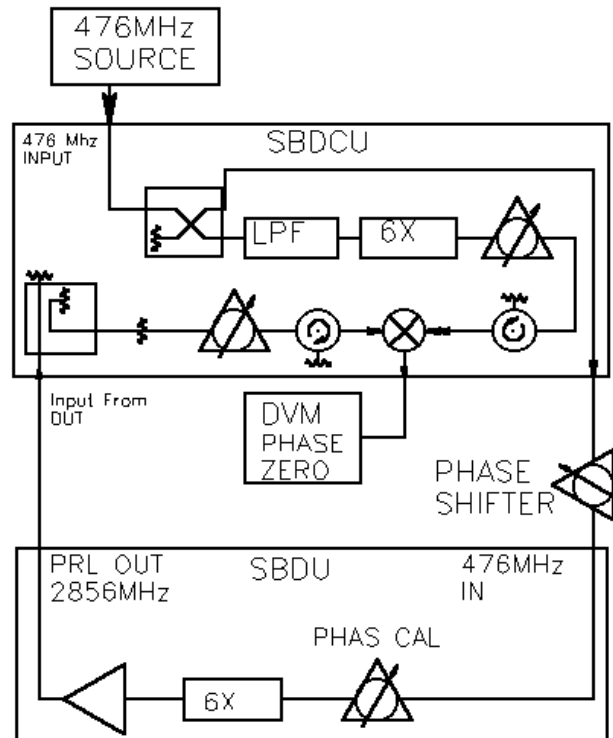 476MHz
SOURCE
476 Mhz
INPUT
SBDCU
LPF
6X
Input From
DUT
DVM
PHASE
ZERO
PHASE
SHIFTER
PRL OUT
2856MHz
SBDU
476MHz
IN
PHAS CAL
6X